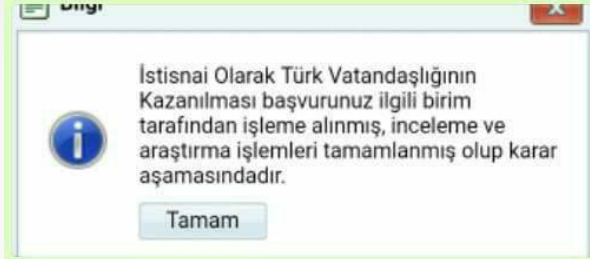 Bilgi
İstisnai Olarak Türk Vatandaşlığının
Kazanılması başvurunuz ilgili birim
tarafından işleme alınmış, inceleme ve
araştırma işlemleri tamamlanmış olup karar
aşamasındadır.
Tamam